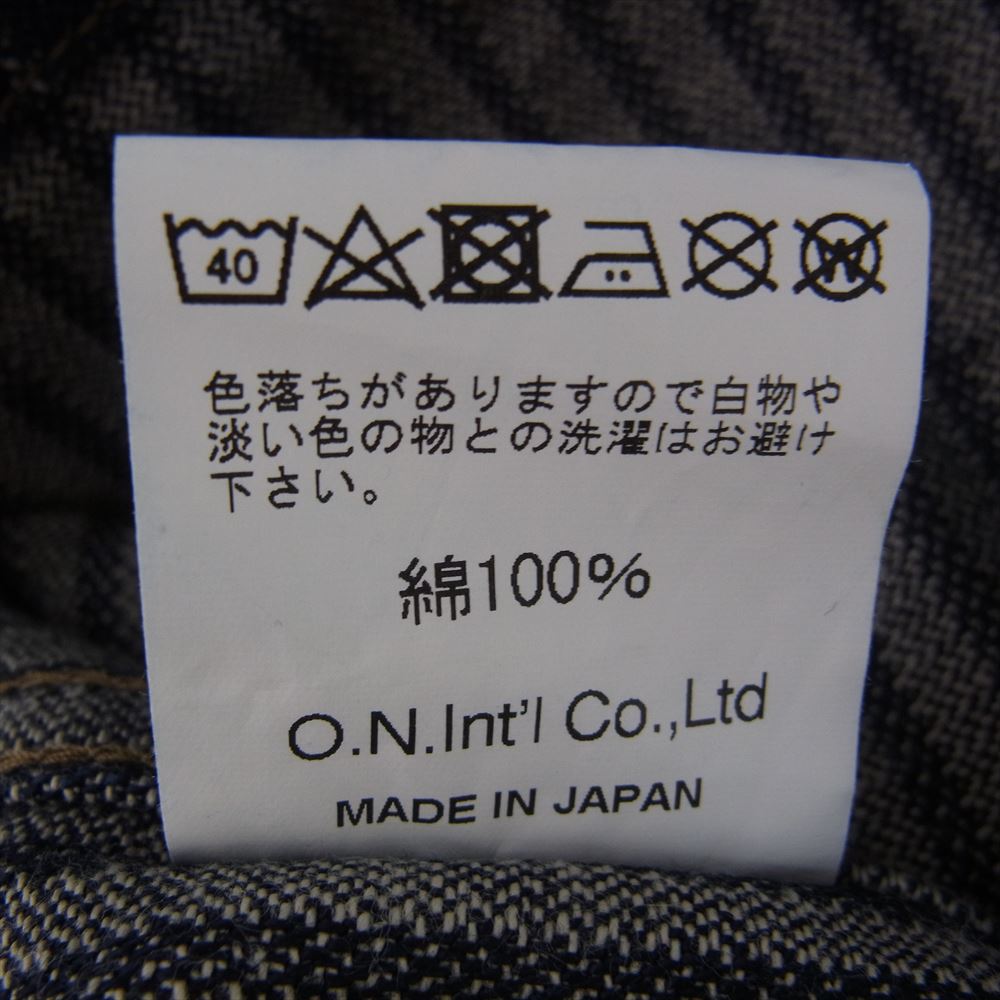 40
W
色落ちがありますので白物や
淡い色の物との洗濯はお避け
下さい。
綿100%
O.N.Int'l Co.,Ltd
MADE IN JAPAN